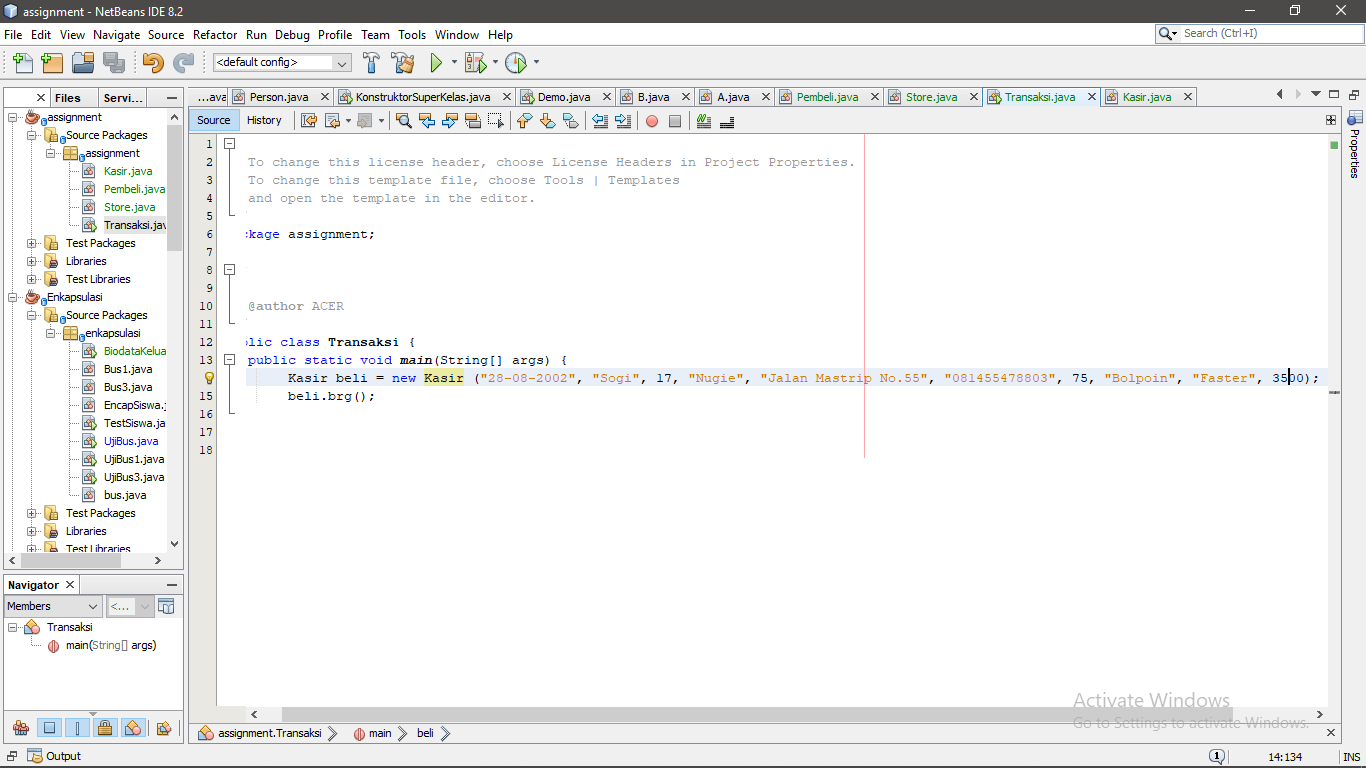 assignment - NetBeans IDE 8.2
File Edit View Navigate Source Refactor Run Debug Profile Team Tools Window Help
Search (Ctrl+I)
<default config>
Files Servi...
...ava Person.java KonstruktorSuperKelas.java Demo.java B.java A.java Pembeli.java Store.java Transaksi.java Kasir.java
Source History
assignment
Source Packages
assignment
Kasir.java
Pembeli.java
Store.java
Transaksi.jav
Test Packages
Libraries
Test Libraries
Enkapsulasi
Source Packages
enkapsulasi
BiodataKelua
Bus1.java
Bus3.java
EncapSiswa.j
TestSiswa.ja
UjiBus.java
UjiBus1.java
UjiBus3.java
bus.java
Test Packages
Libraries
Test Libraries
1
2 To change this license header, choose License Headers in Project Properties.
3 To change this template file, choose Tools | Templates
4 and open the template in the editor.
5
6 kage assignment;
7
8
9
10 @author ACER
11
12 lic class Transaksi {
13 public static void main(String[] args) {
Kasir beli = new Kasir ("28-08-2002", "Sogi", 17, "Nugie", "Jalan Mastrip No.55", "081455478803", 75, "Bolpoin", "Faster", 3500);
15 beli.brg();
16
17
18
Properties
Navigator
Members <...
Transaksi
main(String[] args)
Activate Windows
Go to Settings to activate Windows.
assignment.Transaksi main beli
Output
1 14:134 INS